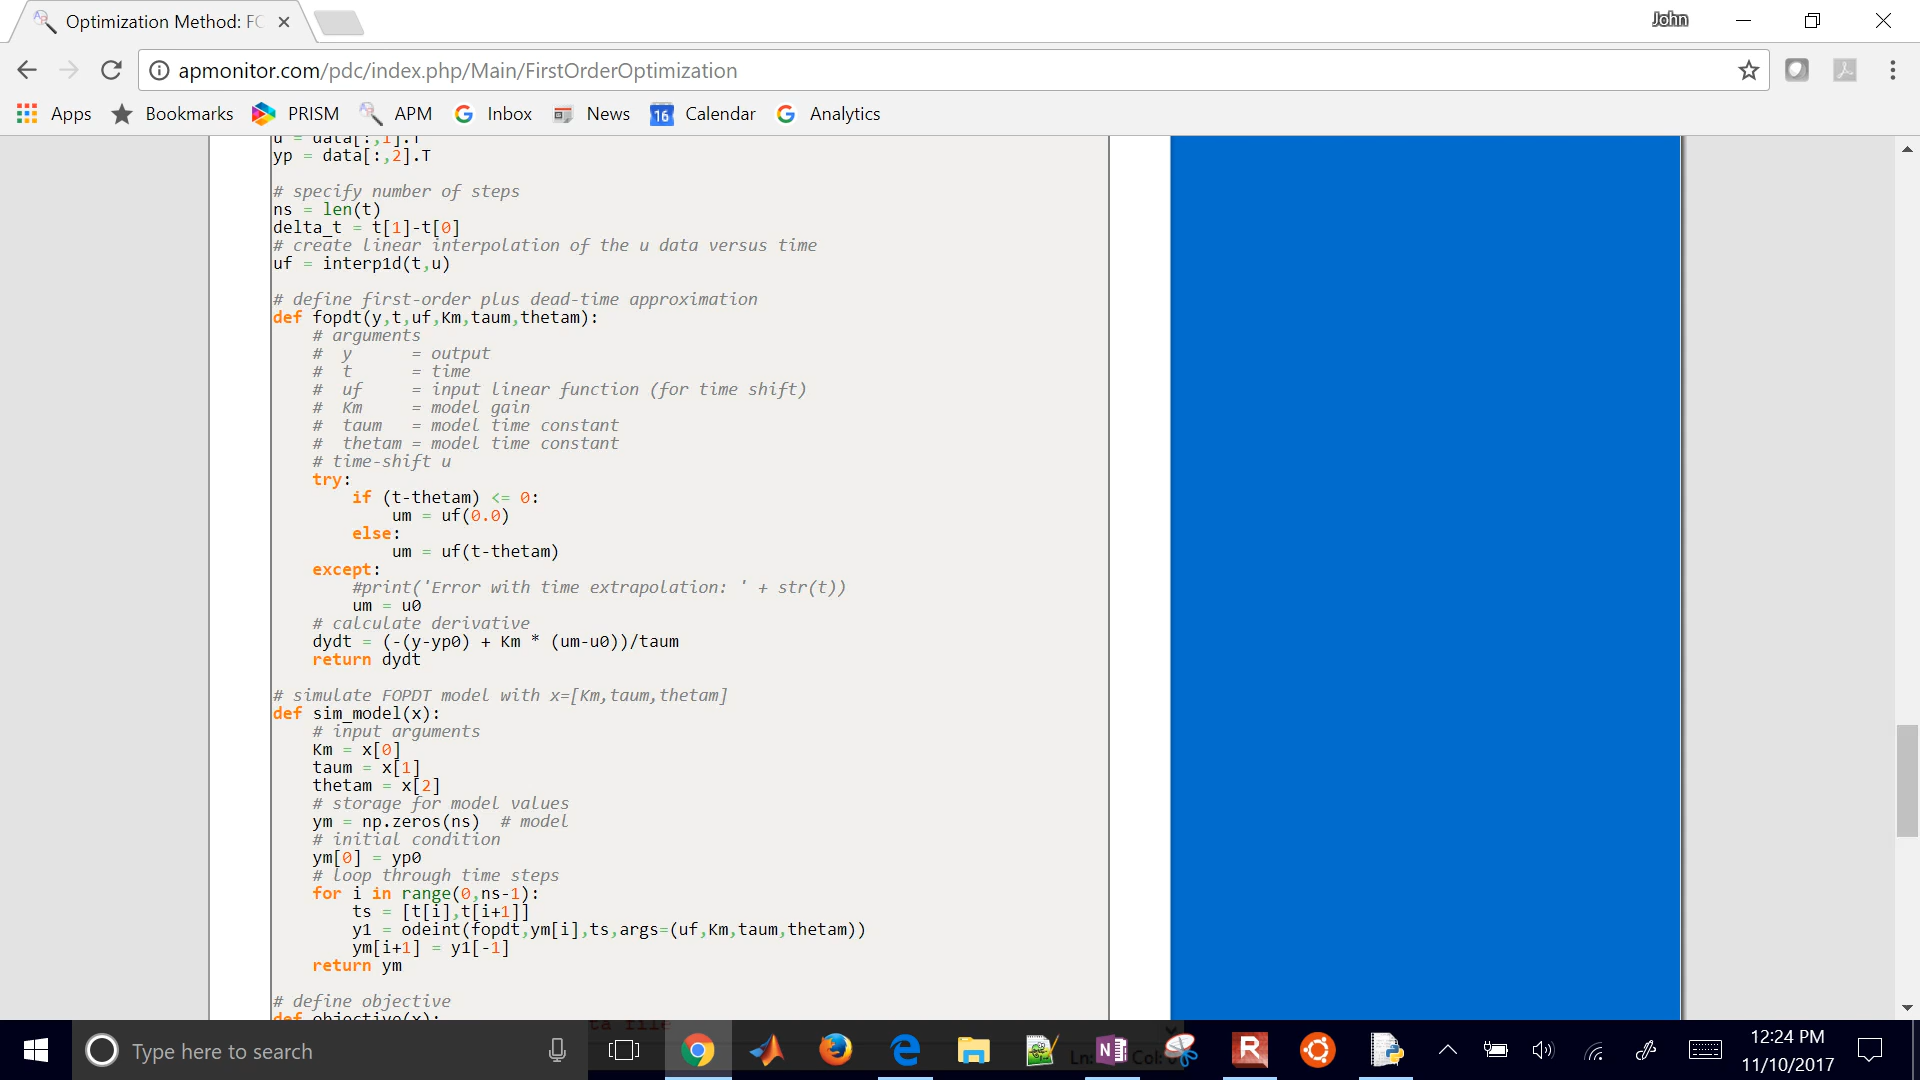 Optimization Method: FC
John
apmonitor.com/pdc/index.php/Main/FirstOrderOptimization
Apps Bookmarks PRISM APM Inbox News 16 Calendar Analytics
u = data[:,1].T
yp = data[:,2].T
# specify number of steps
ns = len(t)
delta_t = t[1]-t[0]
# create linear interpolation of the u data versus time
uf = interp1d(t,u)
# define first-order plus dead-time approximation
def fopdt(y,t,uf,Km,taum,thetam):
# arguments
# y = output
# t = time
# uf = input linear function (for time shift)
# Km = model gain
# taum = model time constant
# thetam = model time constant
# time-shift u
try:
if (t-thetam) <= 0:
um = uf(0.0)
else:
um = uf(t-thetam)
except:
#print('Error with time extrapolation: ' + str(t))
um = u0
# calculate derivative
dydt = (-(y-yp0) + Km * (um-u0))/taum
return dydt
# simulate FOPDT model with x=[Km,taum,thetam]
def sim_model(x):
# input arguments
Km = x[0]
taum = x[1]
thetam = x[2]
# storage for model values
ym = np.zeros(ns) # model
# initial condition
ym[0] = yp0
# loop through time steps
for i in range(0,ns-1):
ts = [t[i],t[i+1]]
y1 = odeint(fopdt,ym[i],ts,args=(uf,Km,taum,thetam))
ym[i+1] = y1[-1]
return ym
# define objective
def objective(x):
ta file
Type here to search
Ln: Col:
12:24 PM
11/10/2017